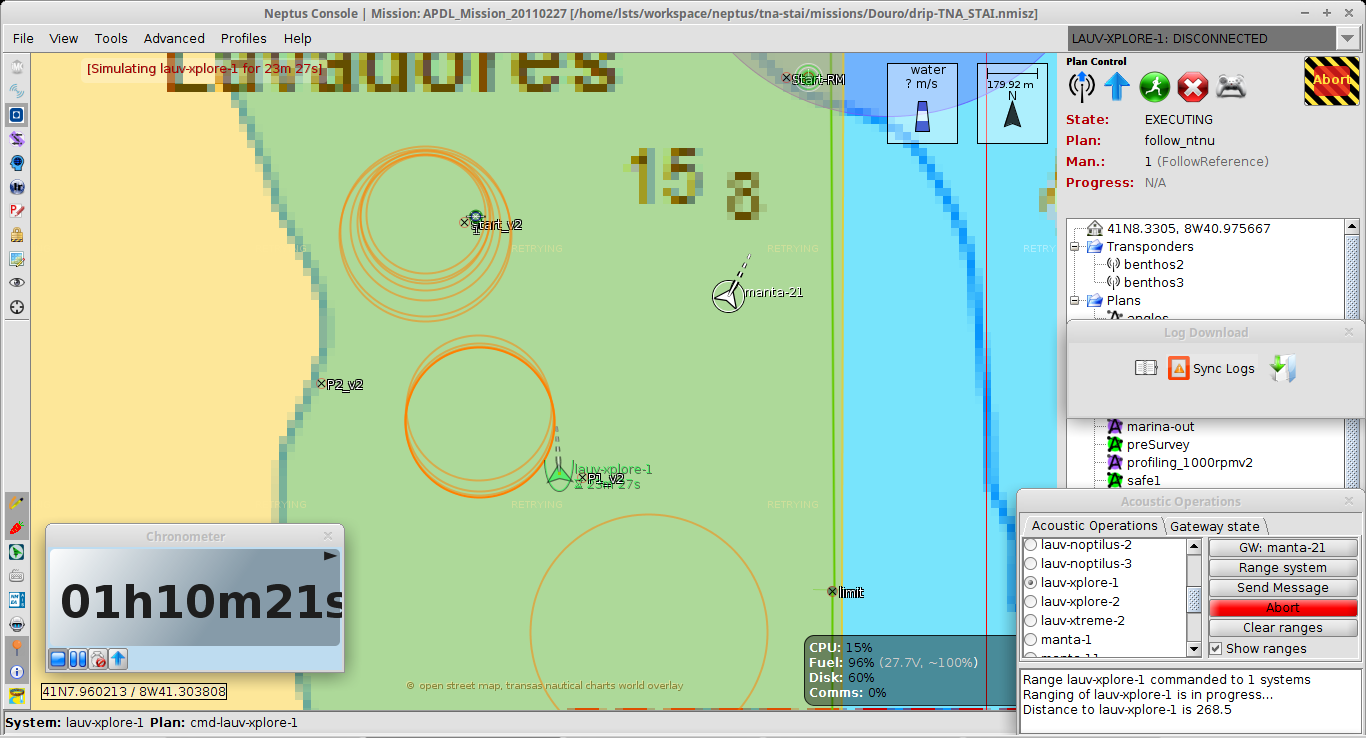 Neptus Console | Mission: APDL_Mission_20110227 [/home/lsts/workspace/neptus/tna-stai/missions/Douro/drip-TNA_STAI.nmisz]
File View Tools Advanced Profiles Help
LAUV-XPLORE-1: DISCONNECTED
[Simulating lauv-xplore-1 for 23m 27s]
Lavadores
Start-RM
water
? m/s
179.92 m
N
Plan Control
Abort
State: EXECUTING
Plan: follow_ntnu
Man.: 1 (FollowReference)
Progress: N/A
15
8
Start_v2
1
RETRYING
RETRYING
RETRYING
manta-21
P2_v2
lauv-xplore-1
23m 27s
P1_v2
RETRYING
RETRYING
RETRYING
limit
41N8.3305, 8W40.975667
Transponders
benthos2
benthos3
Plans
angles
Log Download
Sync Logs
marina-out
preSurvey
profiling_1000rpmv2
safe1
Chronometer
01h10m21s
41N7.960213 / 8W41.303808
© open street map, transas nautical charts world overlay
CPU: 15%
Fuel: 96% (27.7V, ~100%)
Disk: 60%
Comms: 0%
Acoustic Operations
Acoustic Operations Gateway state
lauv-noptilus-2
lauv-noptilus-3
lauv-xplore-1
lauv-xplore-2
lauv-xtreme-2
manta-1
manta-11
GW: manta-21
Range system
Send Message
Abort
Clear ranges
Show ranges
Range lauv-xplore-1 commanded to 1 systems
Ranging of lauv-xplore-1 is in progress...
Distance to lauv-xplore-1 is 268.5
System: lauv-xplore-1 Plan: cmd-lauv-xplore-1